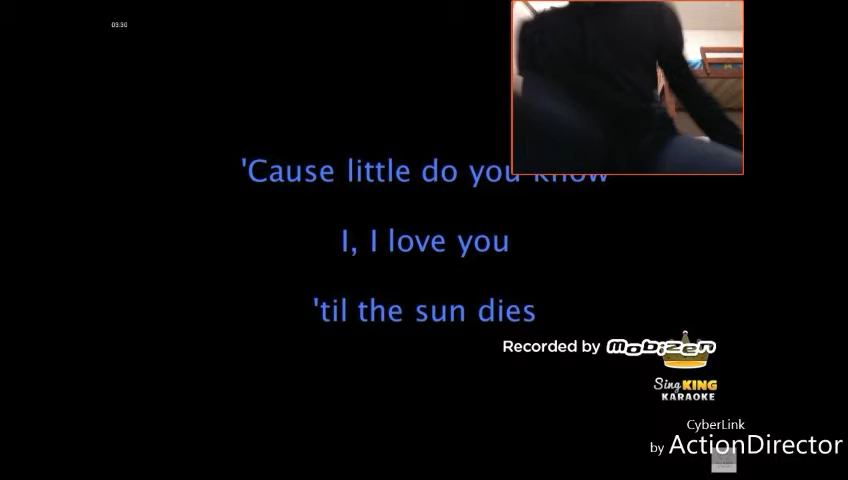 03:30
'Cause little do you know
I, I love you
'til the sun dies
Recorded by Mobizen
Sing KING
KARAOKE
CyberLink
by ActionDirector